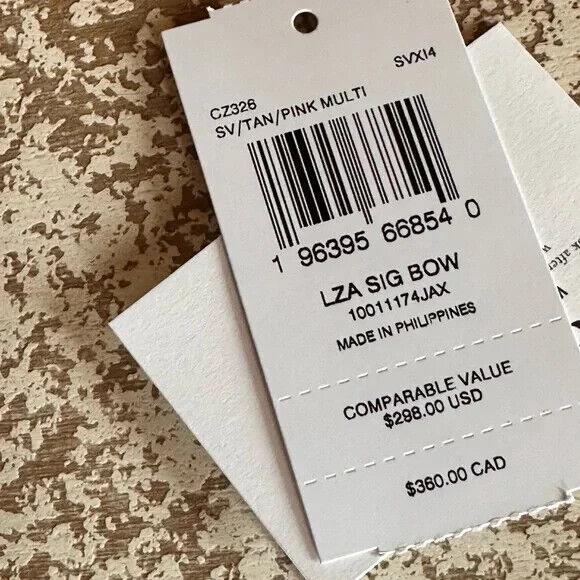 CZ326
SVXI4
SV/TAN/PINK MULTI
1 96395 66854 0
LZA SIG BOW
10011174JAX
MADE IN PHILIPPINES
COMPARABLE VALUE
$298.00 USD
$360.00 CAD